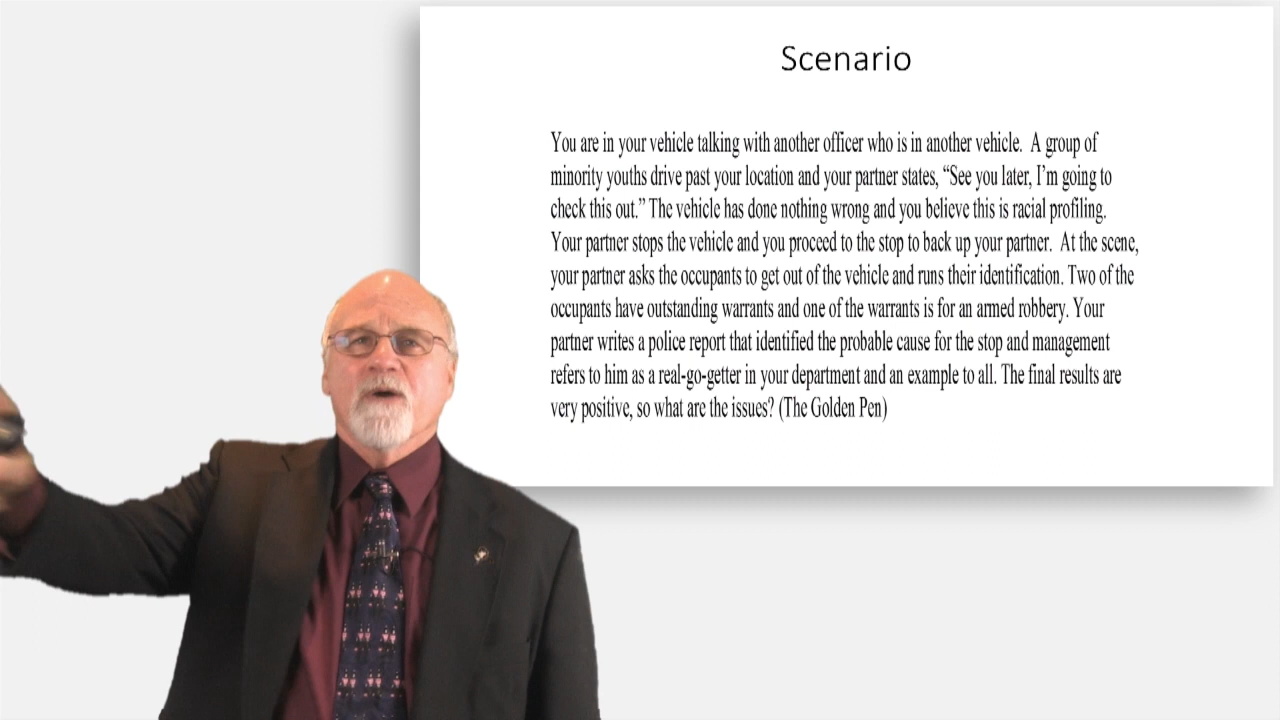 Scenario
You are in your vehicle talking with another officer who is in another vehicle. A group of
minority youths drive past your location and your partner states, “See you later, I’m going to
check this out.” The vehicle has done nothing wrong and you believe this is racial profiling.
Your partner stops the vehicle and you proceed to the stop to back up your partner. At the scene,
your partner asks the occupants to get out of the vehicle and runs their identification. Two of the
occupants have outstanding warrants and one of the warrants is for an armed robbery. Your
partner writes a police report that identified the probable cause for the stop and management
refers to him as a real-go-getter in your department and an example to all. The final results are
very positive, so what are the issues? (The Golden Pen)